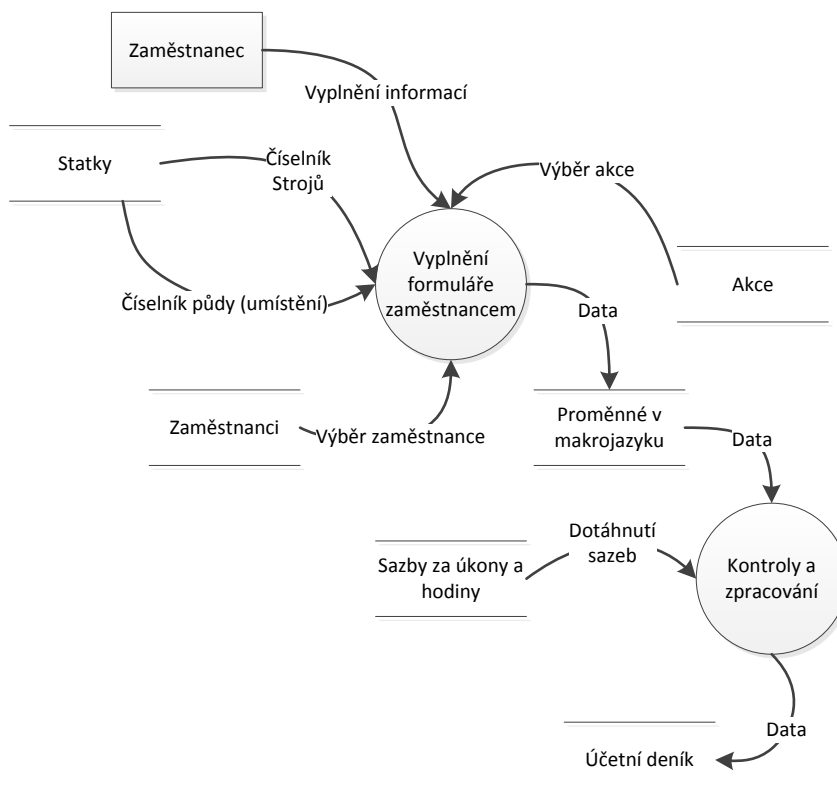 Zaměstnanec
Vyplnění informací
Statky
Číselník
Strojů
Výběr akce
Vyplnění
formuláře
zaměstnancem
Akce
Číselník půdy (umístění)
Data
Zaměstnanci
Výběr zaměstnance
Proměnné v
makrojazyku
Data
Dotáhnutí
sazeb
Sazby za úkony a
hodiny
Kontroly a
zpracování
Data
Účetní deník